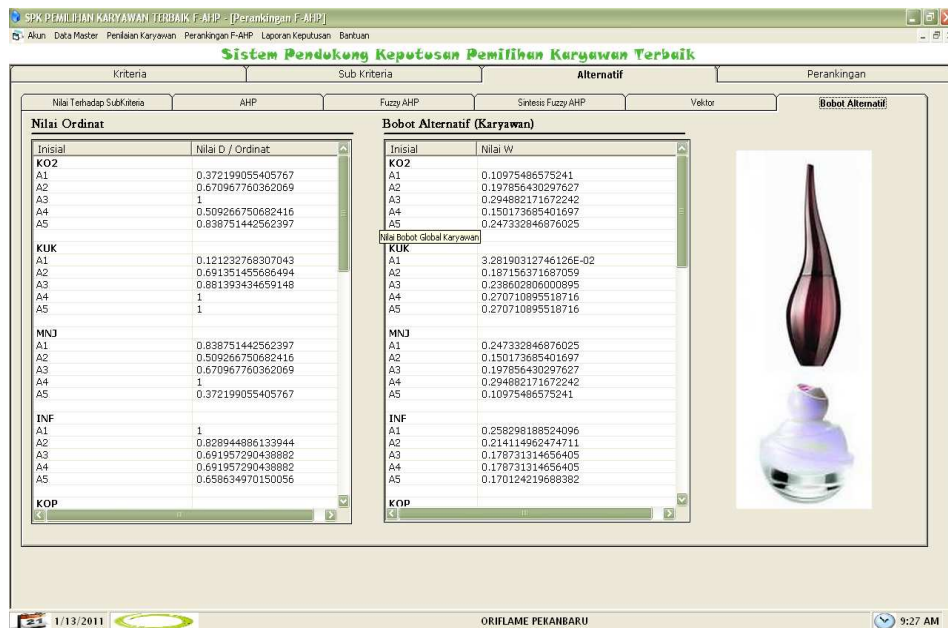 SPK PEMILIHAN KARYAWAN TERBAIK F-AHP - [Perankingan F-AHP]
Akun Data Master Penilaian Karyawan Perankingan F-AHP Laporan Keputusan Bantuan
Sistem Pendukung Keputusan Pemilihan Karyawan Terbaik
Kriteria Sub Kriteria Alternatif Perankingan
Nilai Terhadap SubKriteria AHP Fuzzy AHP Sintesis Fuzzy AHP Vektor Bobot Alternatif
Nilai Ordinat
Inisial Nilai D / Ordinat
KO2
A1 0.372199055405767
A2 0.670967760362069
A3 1
A4 0.509266750682416
A5 0.838751442562397
KUK
A1 0.121232768307043
A2 0.691351455686494
A3 0.881393434659148
A4 1
A5 1
MNJ
A1 0.838751442562397
A2 0.509266750682416
A3 0.670967760362069
A4 1
A5 0.372199055405767
INF
A1 1
A2 0.828944886133944
A3 0.691957290438882
A4 0.691957290438882
A5 0.658634970150056
KOP
Bobot Alternatif (Karyawan)
Inisial Nilai W
KO2
A1 0.10975486575241
A2 0.197856430297627
A3 0.294882171672242
A4 0.150173685401697
A5 0.247332846876025
Nilai Bobot Global Karyawan
KUK
A1 3.28190312746126E-02
A2 0.187156371687059
A3 0.238602806000895
A4 0.270710895518716
A5 0.270710895518716
MNJ
A1 0.247332846876025
A2 0.150173685401697
A3 0.197856430297627
A4 0.294882171672242
A5 0.10975486575241
INF
A1 0.258298188524096
A2 0.214114962474711
A3 0.178731314656405
A4 0.178731314656405
A5 0.170124219688382
KOP
21 1/13/2011 ORIFLAME PEKANBARU 9:27 AM